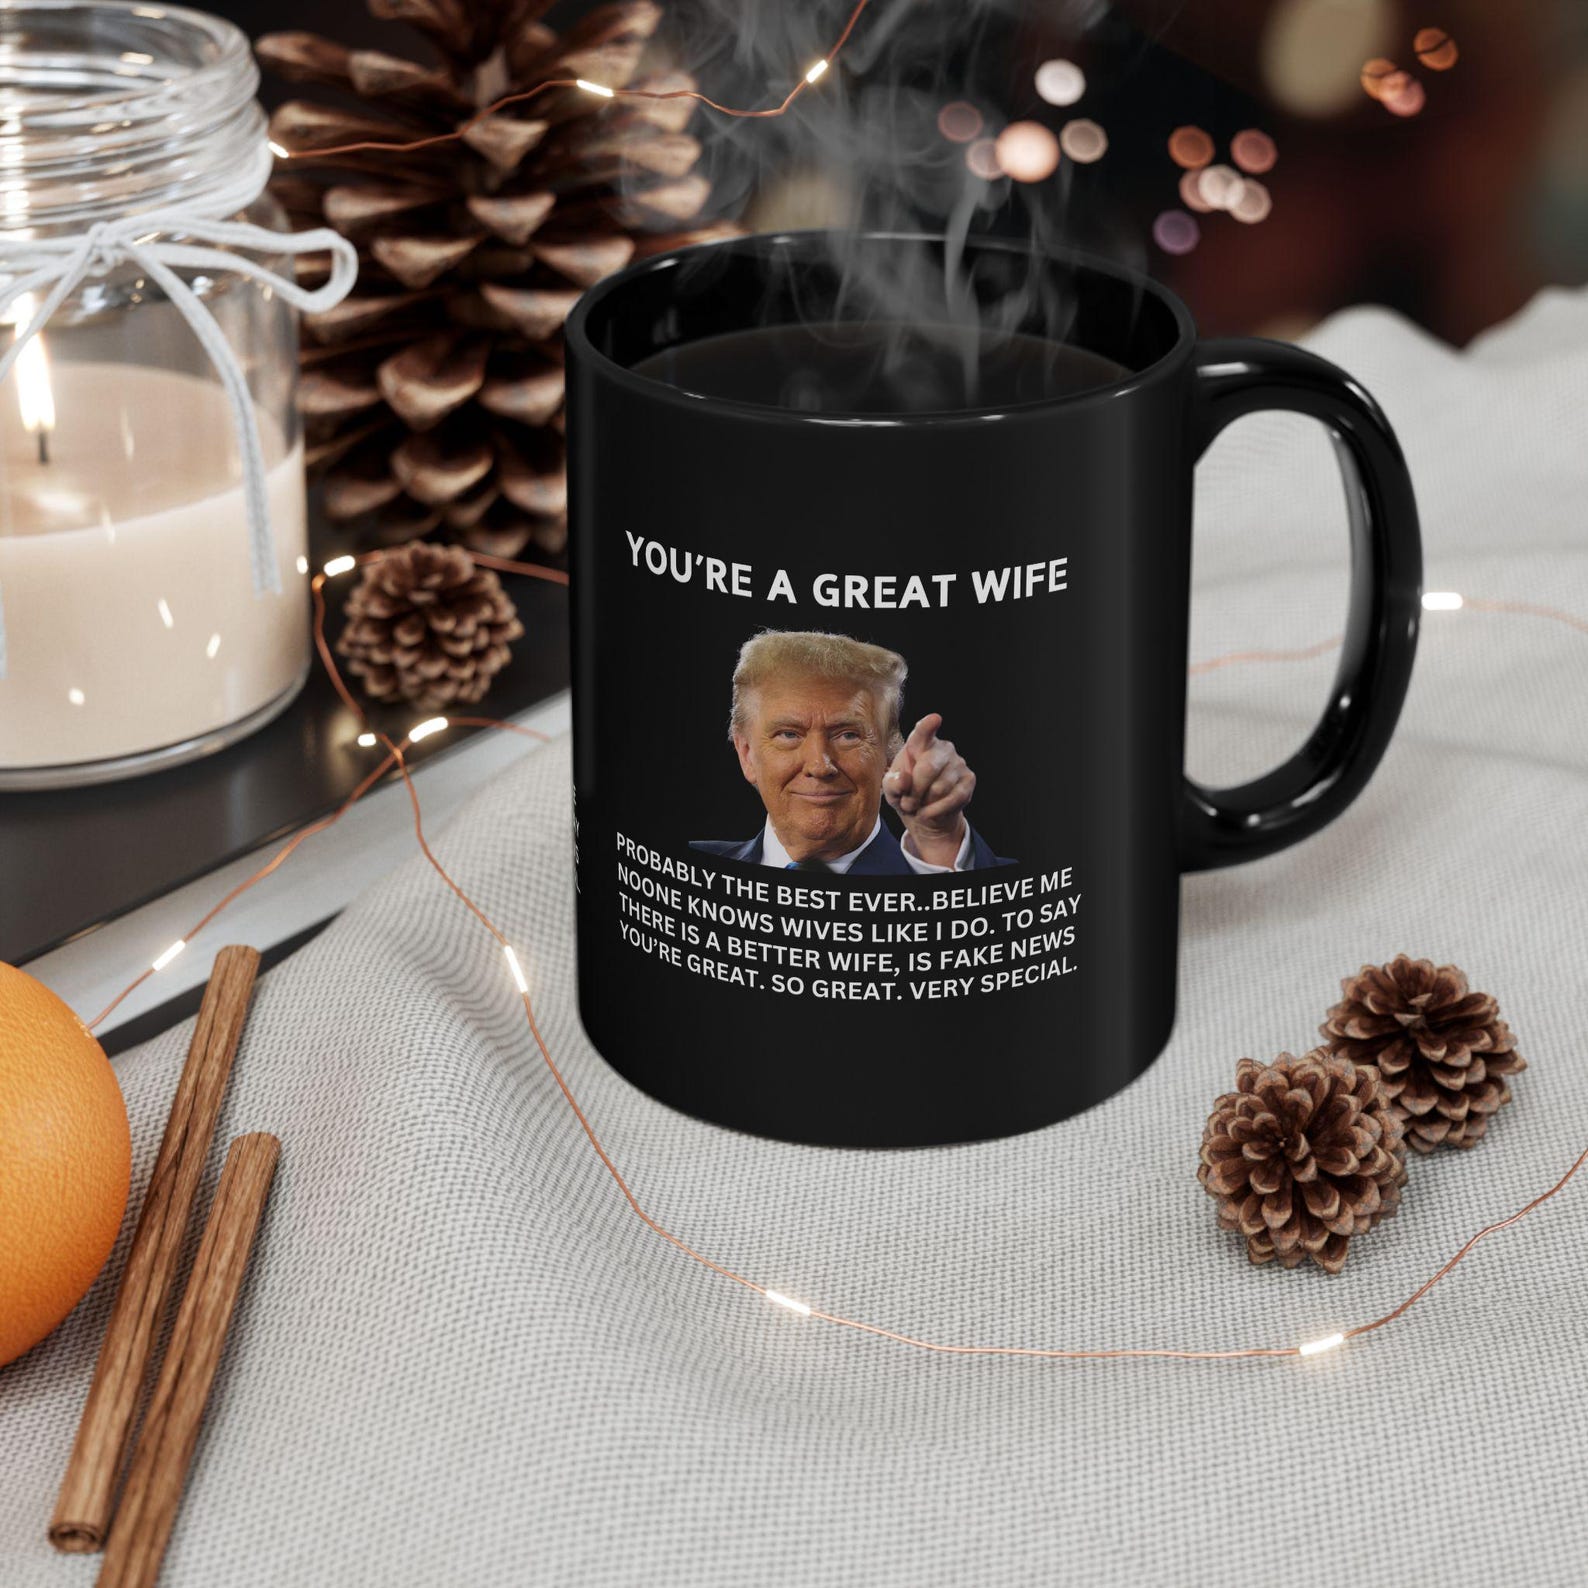 YOU'RE A GREAT WIFE
PROBABLY THE BEST EVER..BELIEVE ME
NOONE KNOWS WIVES LIKE I DO. TO SAY
THERE IS A BETTER WIFE, IS FAKE NEWS
YOU'RE GREAT. SO GREAT. VERY SPECIAL.